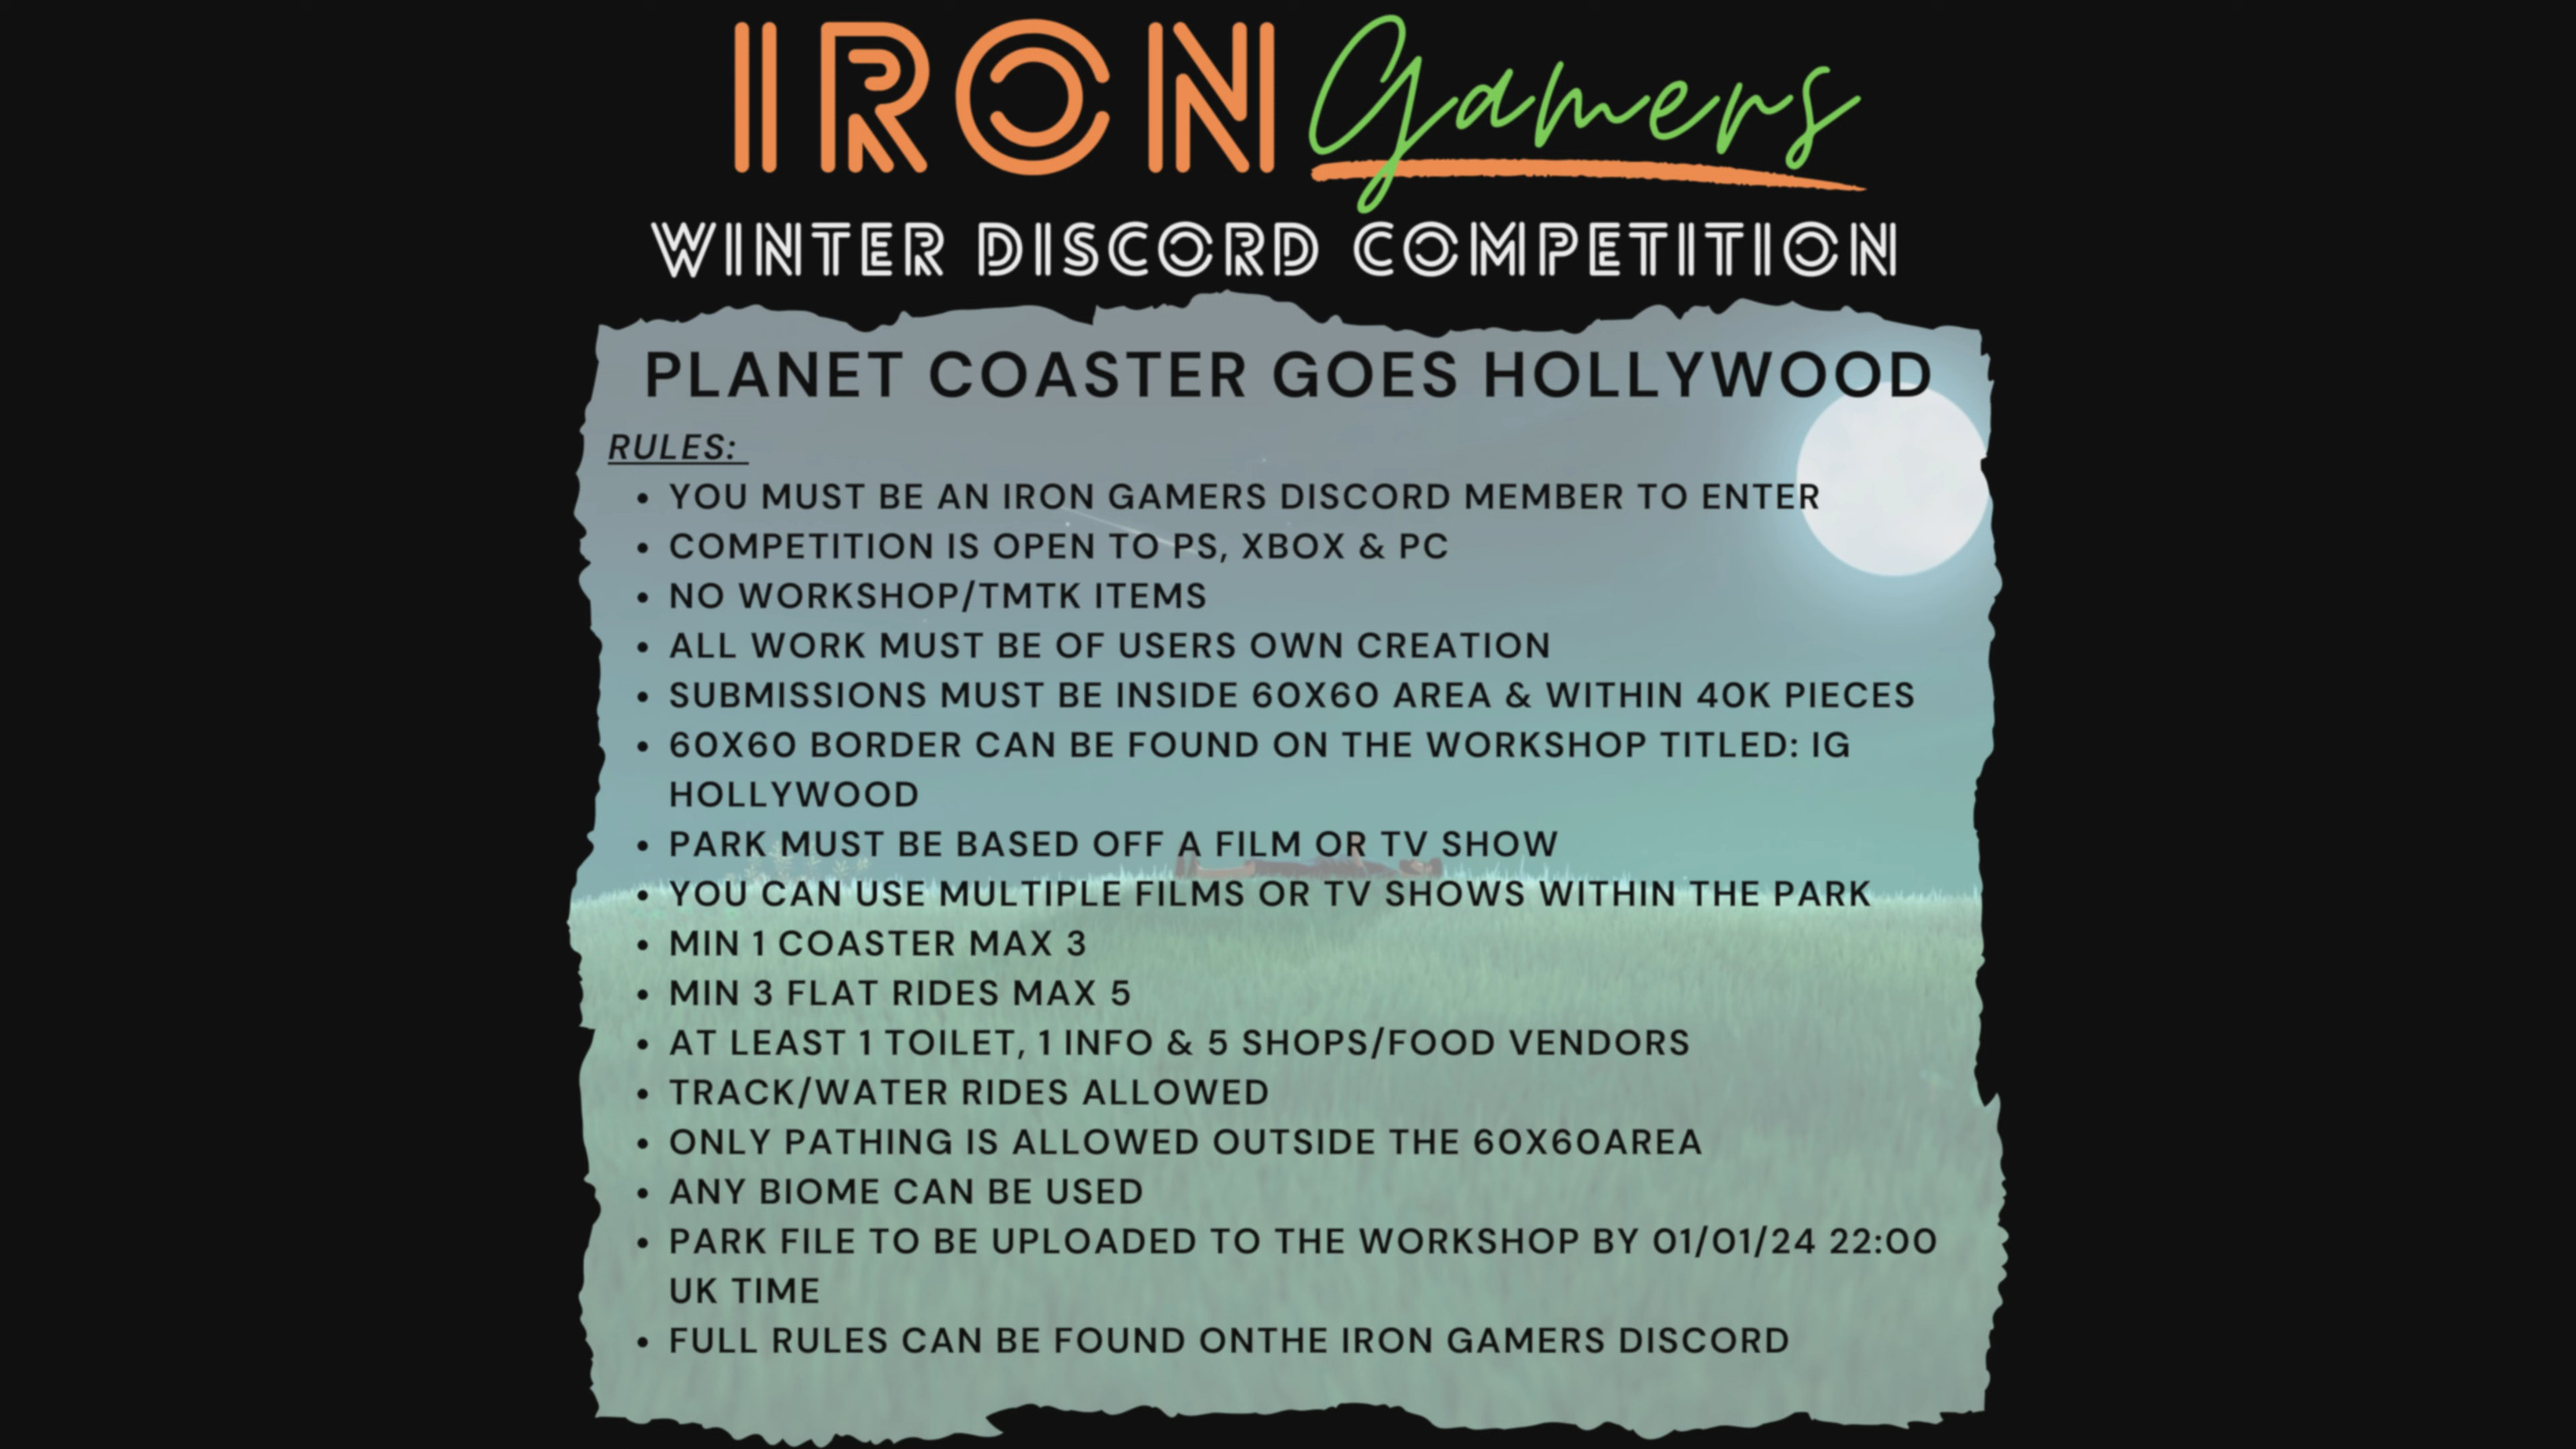 IRON Gamers
WINTER DISCORD COMPETITION
PLANET COASTER GOES HOLLYWOOD
RULES:
• YOU MUST BE AN IRON GAMERS DISCORD MEMBER TO ENTER
• COMPETITION IS OPEN TO PS, XBOX & PC
• NO WORKSHOP/TMTK ITEMS
• ALL WORK MUST BE OF USERS OWN CREATION
• SUBMISSIONS MUST BE INSIDE 60X60 AREA & WITHIN 40K PIECES
• 60X60 BORDER CAN BE FOUND ON THE WORKSHOP TITLED: IG
HOLLYWOOD
• PARK MUST BE BASED OFF A FILM OR TV SHOW
• YOU CAN USE MULTIPLE FILMS OR TV SHOWS WITHIN THE PARK
• MIN 1 COASTER MAX 3
• MIN 3 FLAT RIDES MAX 5
• AT LEAST 1 TOILET, 1 INFO & 5 SHOPS/FOOD VENDORS
• TRACK/WATER RIDES ALLOWED
• ONLY PATHING IS ALLOWED OUTSIDE THE 60X60AREA
• ANY BIOME CAN BE USED
• PARK FILE TO BE UPLOADED TO THE WORKSHOP BY 01/01/24 22:00
UK TIME
• FULL RULES CAN BE FOUND ONTHE IRON GAMERS DISCORD